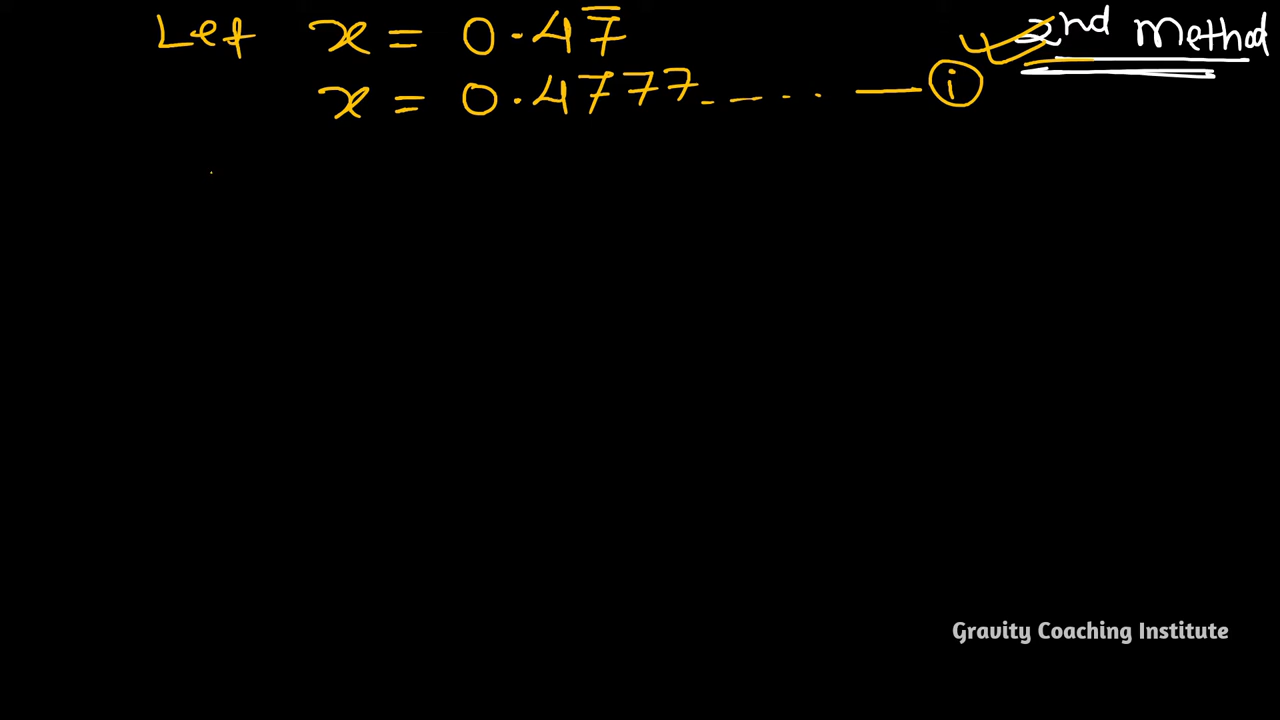 Let x = 0.47̅
2nd Method
x = 0.4777........ — (i)
Gravity Coaching Institute